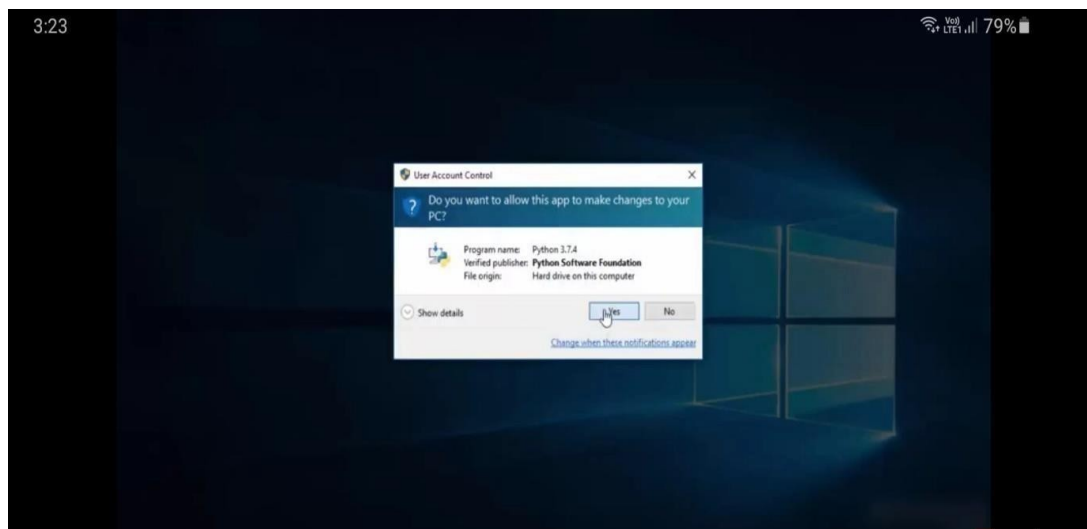 3:23
Vo))
LTE1
79%
User Account Control
Do you want to allow this app to make changes to your
PC?
Program name: Python 3.7.4
Verified publisher: Python Software Foundation
File origin: Hard drive on this computer
Show details
Yes
No
Change when these notifications appear